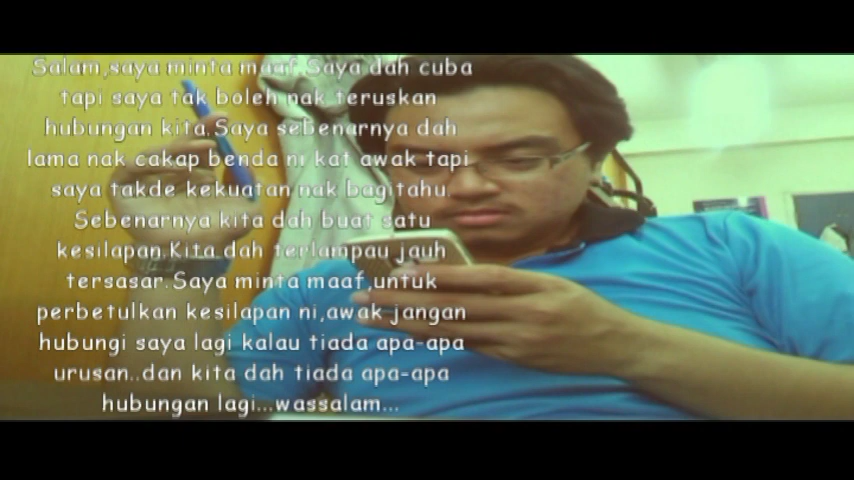 Salam,saya minta maaf.Saya dah cuba
tapi saya tak boleh nak teruskan
hubungan kita.Saya sebenarnya dah
lama nak cakap benda ni kat awak tapi
saya takde kekuatan nak bagitahu.
Sebenarnya kita dah buat satu
kesilapan.Kita dah terlampau jauh
tersasar.Saya minta maaf,untuk
perbetulkan kesilapan ni,awak jangan
hubungi saya lagi kalau tiada apa-apa
urusan..dan kita dah tiada apa-apa
hubungan lagi...wassalam...